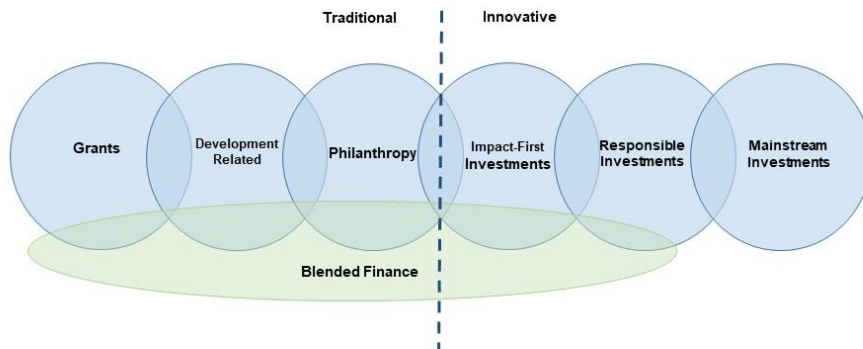 Traditional
Innovative
Grants
Development
Related
Philanthropy
Impact-First
Investments
Responsible
Investments
Mainstream
Investments
Blended Finance